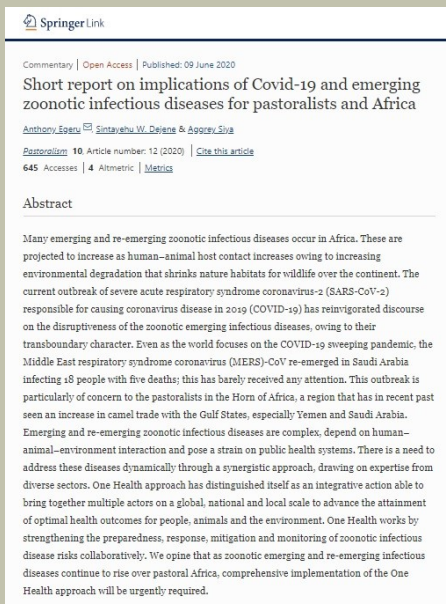 Springer Link
Commentary | Open Access | Published: 09 June 2020
Short report on implications of Covid-19 and emerging
zoonotic infectious diseases for pastoralists and Africa
Anthony Egeru, Sintayehu W. Dejene & Aggrey Siya
Pastoralism 10, Article number: 12 (2020) | Cite this article
645 Accesses | 4 Altmetric | Metrics
Abstract
Many emerging and re-emerging zoonotic infectious diseases occur in Africa. These are
projected to increase as human–animal host contact increases owing to increasing
environmental degradation that shrinks nature habitats for wildlife over the continent. The
current outbreak of severe acute respiratory syndrome coronavirus-2 (SARS-CoV-2)
responsible for causing coronavirus disease in 2019 (COVID-19) has reinvigorated discourse
on the disruptiveness of the zoonotic emerging infectious diseases, owing to their
transboundary character. Even as the world focuses on the COVID-19 sweeping pandemic, the
Middle East respiratory syndrome coronavirus (MERS)-CoV re-emerged in Saudi Arabia
infecting 18 people with five deaths; this has barely received any attention. This outbreak is
particularly of concern to the pastoralists in the Horn of Africa, a region that has in recent past
seen an increase in camel trade with the Gulf States, especially Yemen and Saudi Arabia.
Emerging and re-emerging zoonotic infectious diseases are complex, depend on human–
animal–environment interaction and pose a strain on public health systems. There is a need to
address these diseases dynamically through a synergistic approach, drawing on expertise from
diverse sectors. One Health approach has distinguished itself as an integrative action able to
bring together multiple actors on a global, national and local scale to advance the attainment
of optimal health outcomes for people, animals and the environment. One Health works by
strengthening the preparedness, response, mitigation and monitoring of zoonotic infectious
disease risks collaboratively. We opine that as zoonotic emerging and re-emerging infectious
diseases continue to rise over pastoral Africa, comprehensive implementation of the One
Health approach will be urgently required.